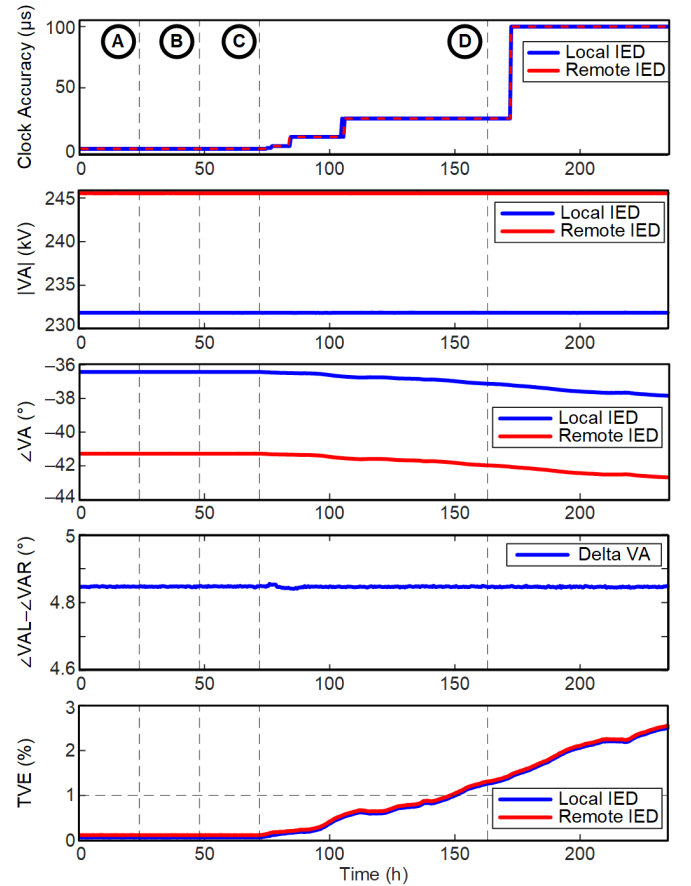 Clock Accuracy (µs)
100
50
0
A
B
C
D
Local IED
Remote IED
0
50
100
150
200
|VA| (kV)
245
240
235
230
Local IED
Remote IED
0
50
100
150
200
∠VA (°)
–36
–38
–40
–42
–44
Local IED
Remote IED
0
50
100
150
200
∠VAL–∠VAR (°)
5
4.8
4.6
Delta VA
0
50
100
150
200
TVE (%)
3
2
1
0
Local IED
Remote IED
0
50
100
150
200
Time (h)